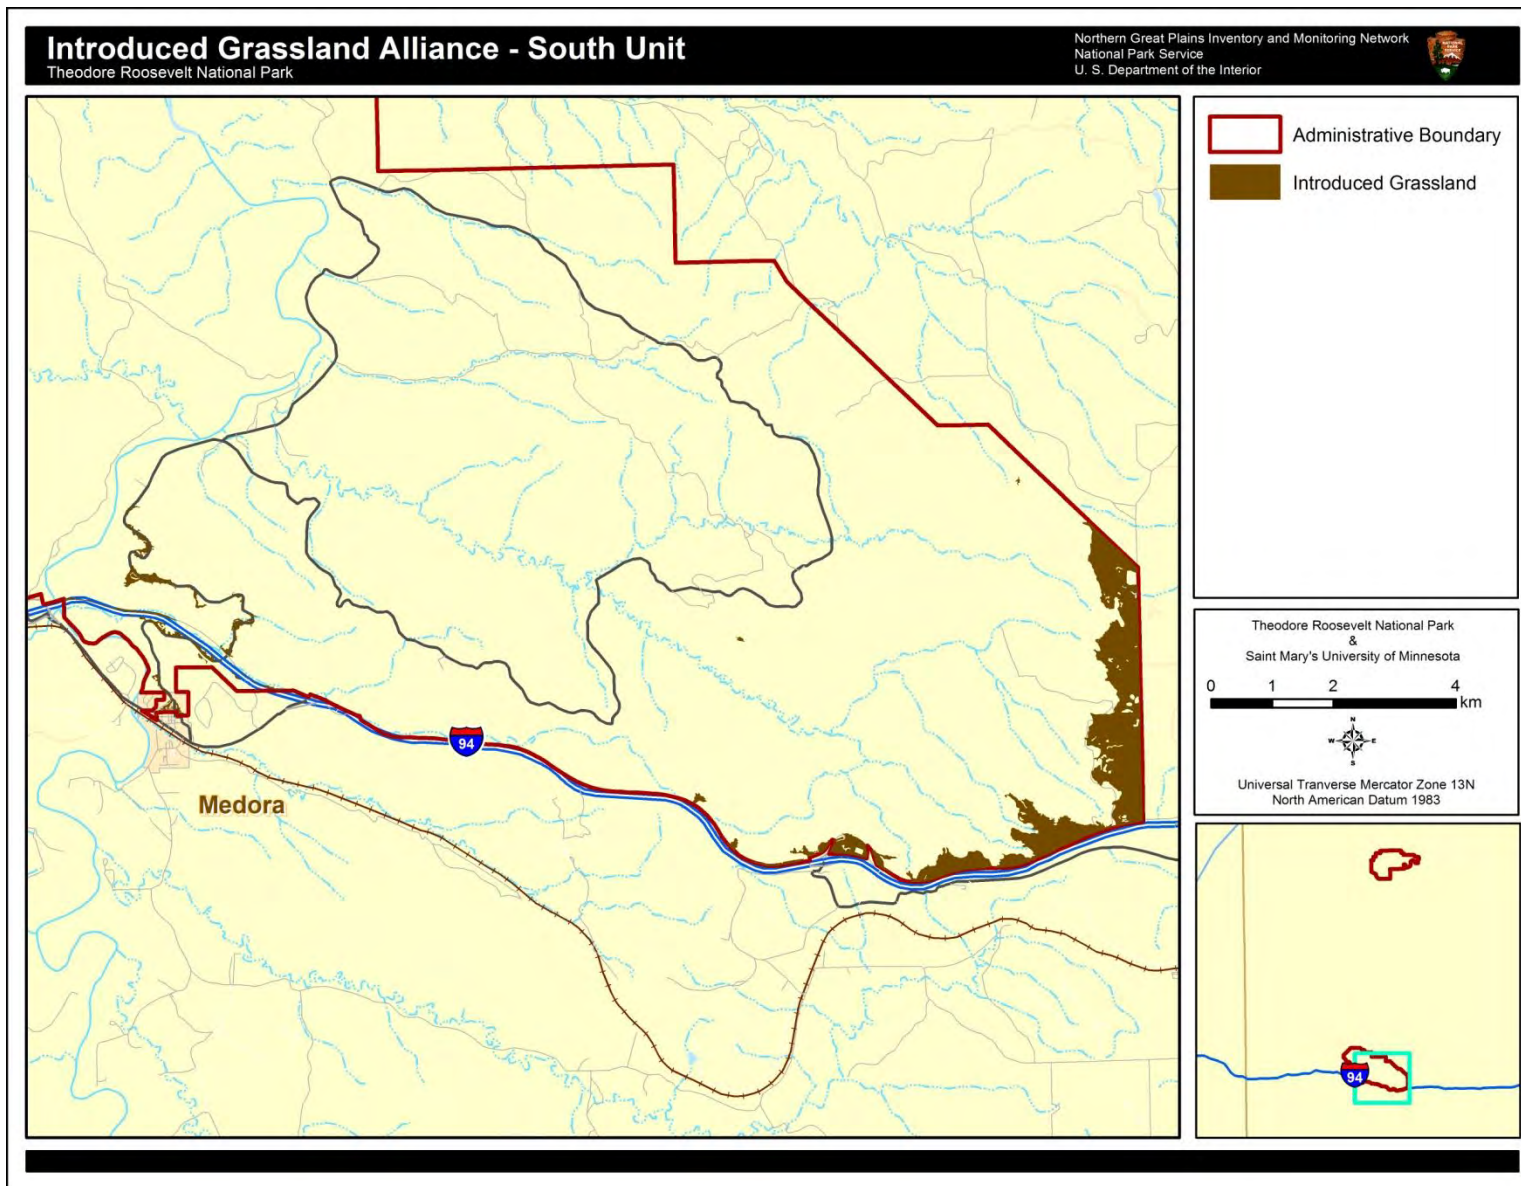 Introduced Grassland Alliance - South Unit
Theodore Roosevelt National Park
Northern Great Plains Inventory and Monitoring Network
National Park Service
U. S. Department of the Interior
Administrative Boundary
Introduced Grassland
94
Medora
Theodore Roosevelt National Park
&
Saint Mary's University of Minnesota
0 1 2 4
km
N
W E
S
Universal Tranverse Mercator Zone 13N
North American Datum 1983
94